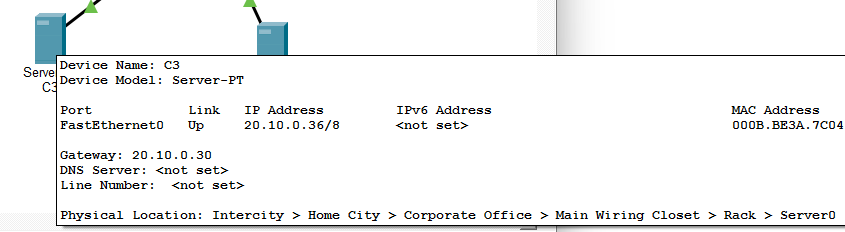 Serve
C3
Device Name: C3
Device Model: Server-PT
Port Link IP Address IPv6 Address MAC Address
FastEthernet0 Up 20.10.0.36/8 <not set> 000B.BE3A.7C04
Gateway: 20.10.0.30
DNS Server: <not set>
Line Number: <not set>
Physical Location: Intercity > Home City > Corporate Office > Main Wiring Closet > Rack > Server0